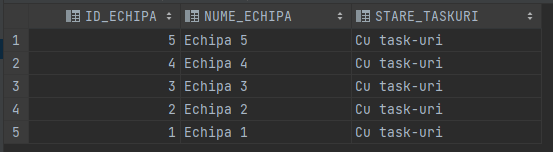 ID_ECHIPA NUME_ECHIPA STARE_TASKURI
1 5 Echipa 5 Cu task-uri
2 4 Echipa 4 Cu task-uri
3 3 Echipa 3 Cu task-uri
4 2 Echipa 2 Cu task-uri
5 1 Echipa 1 Cu task-uri